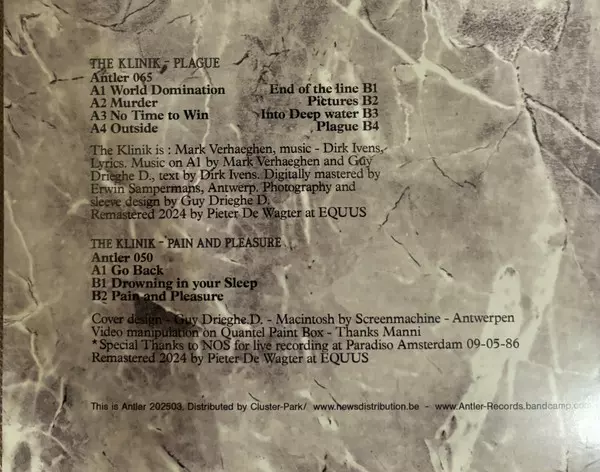 THE KLINIK - PLAGUE
Antler 065
A1 World Domination End of the line B1
A2 Murder Pictures B2
A3 No Time to Win Into Deep water B3
A4 Outside Plague B4
The Klinik is : Mark Verhaeghen, music - Dirk Ivens,
Lyrics. Music on A1 by Mark Verhaeghen and Guy
Drieghe D., text by Dirk Ivens. Digitally mastered by
Erwin Sampermans, Antwerp. Photography and
sleeve design by Guy Drieghe D.
Remastered 2024 by Pieter De Wagter at EQUUS
THE KLINIK - PAIN AND PLEASURE
Antler 050
A1 Go Back
B1 Drowning in your Sleep
B2 Pain and Pleasure
Cover design - Guy Drieghe.D. - Macintosh by Screenmachine - Antwerpen
Video manipulation on Quantel Paint Box - Thanks Manni
*Special Thanks to NOS for live recording at Paradiso Amsterdam 09-05-86
Remastered 2024 by Pieter De Wagter at EQUUS
This is Antler 202503, Distributed by Cluster-Park/ www.newsdistribution.be - www.Antler-Records.bandcamp.com